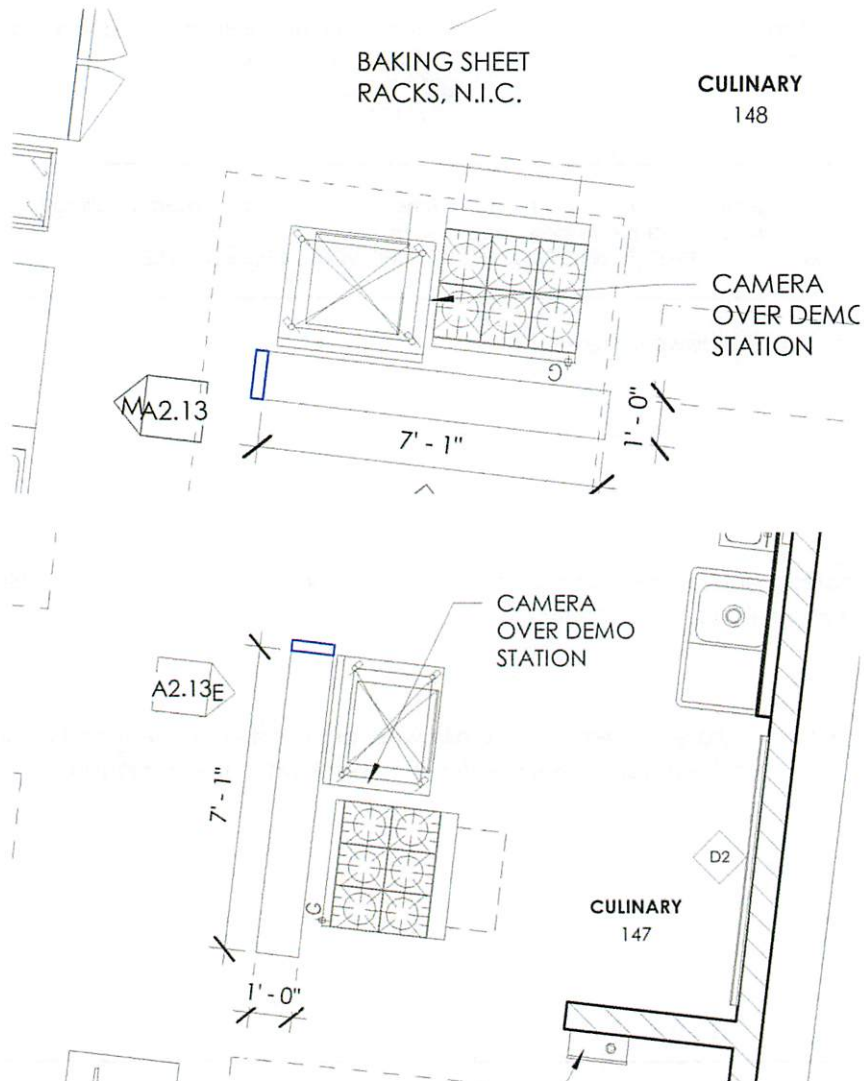 BAKING SHEET
RACKS, N.I.C.
CULINARY
148
CAMERA
OVER DEMO
STATION
G
MA2.13
7' - 1"
1' - 0"
CAMERA
OVER DEMO
STATION
A2.13E
7' - 1"
D2
G
CULINARY
147
1' - 0"